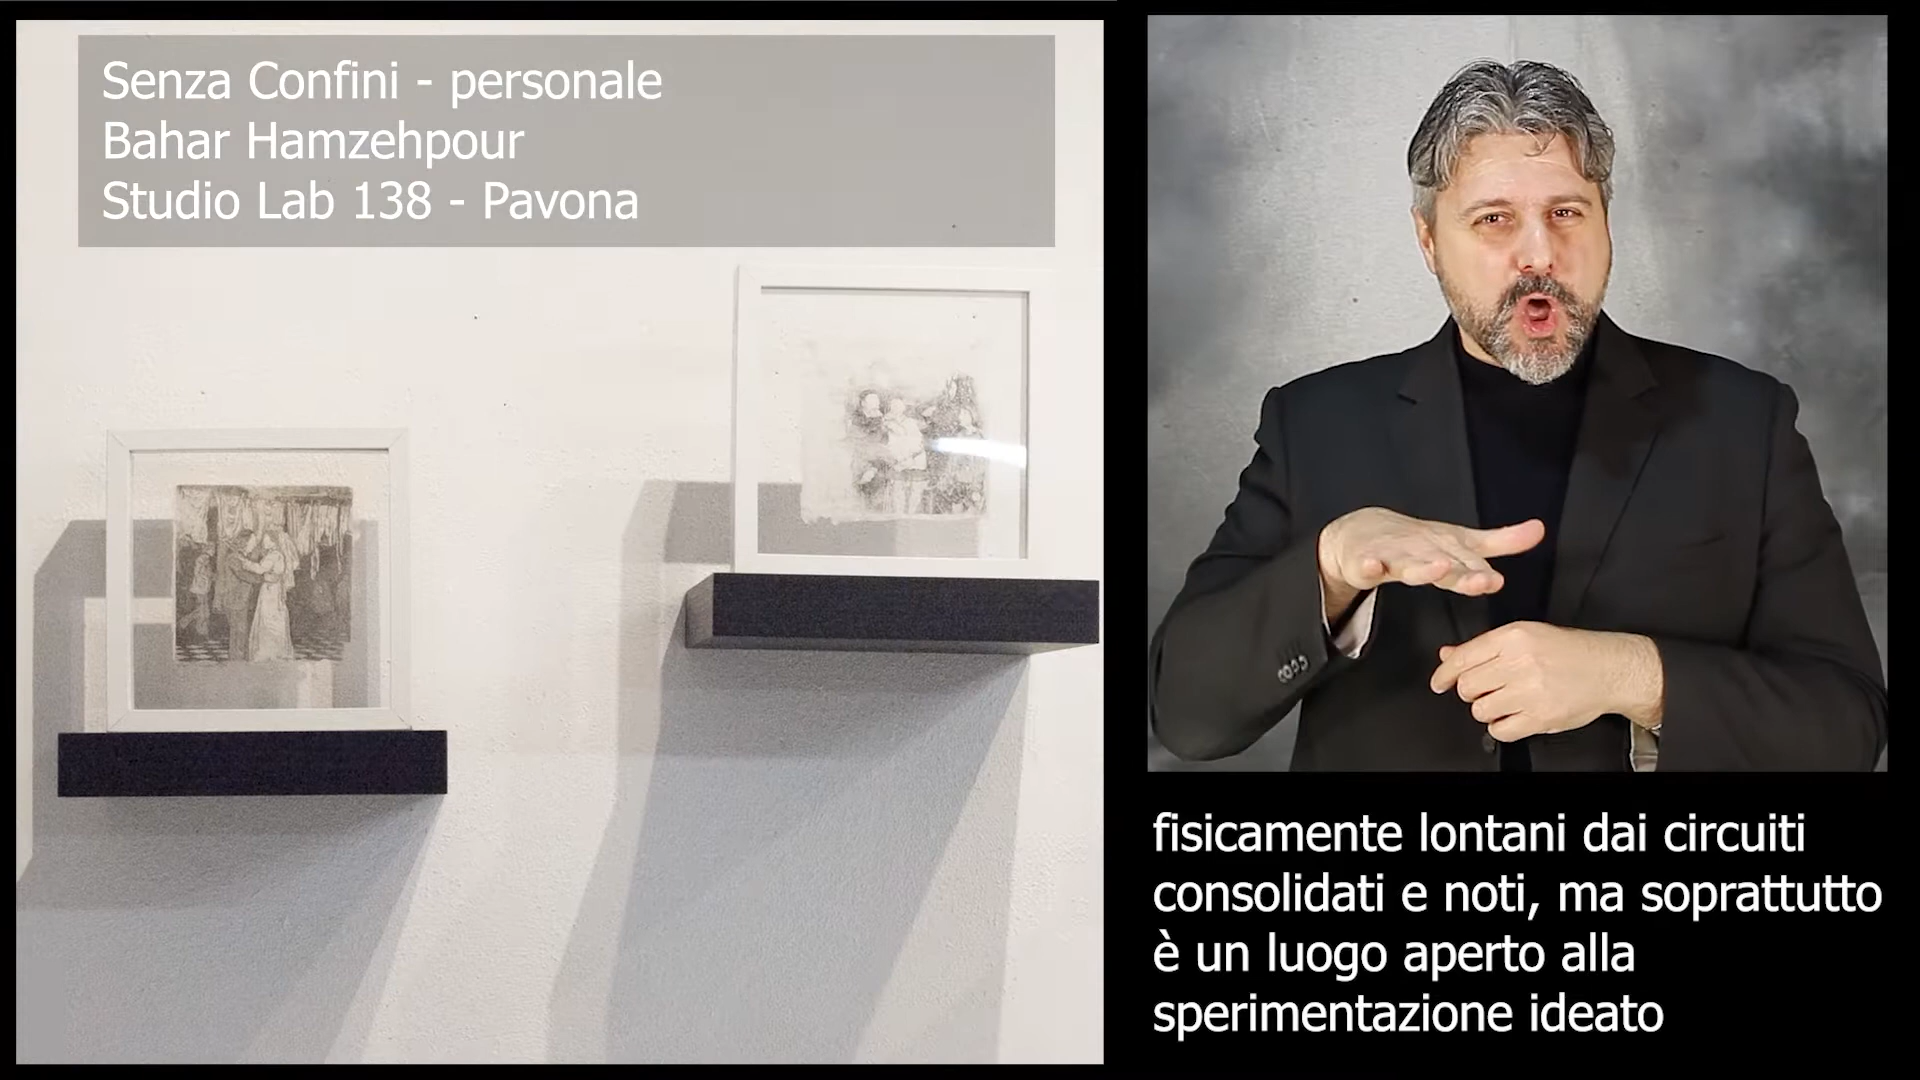 Senza Confini - personale
Bahar Hamzehpour
Studio Lab 138 - Pavona
fisicamente lontani dai circuiti
consolidati e noti, ma soprattutto
è un luogo aperto alla
sperimentazione ideato